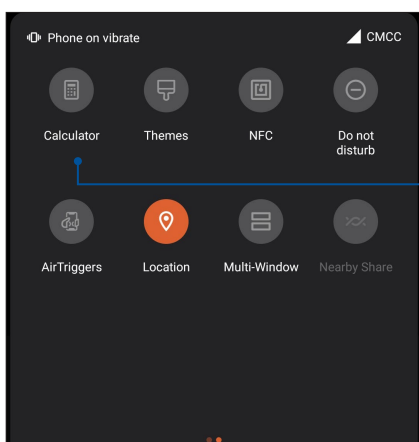 Phone on vibrate CMCC
Calculator Themes NFC Do not
disturb
AirTriggers Location Multi-Window Nearby Share